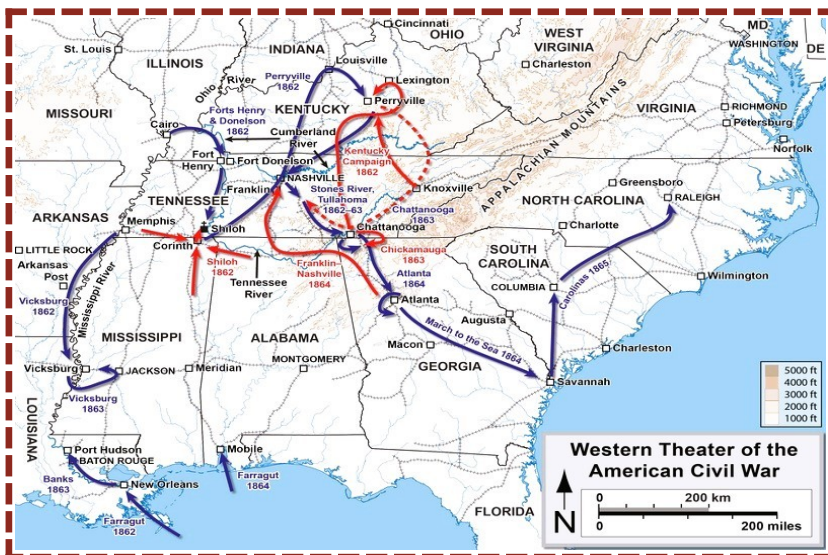 Cincinnati
OHIO
WEST
VIRGINIA
MD
WASHINGTON
DE
St. Louis
ILLINOIS
INDIANA
Louisville
Ohio River
Perryville
1862
Lexington
Charleston
Perryville
KENTUCKY
MISSOURI
Forts Henry
& Donelson
1862
Cairo
Cumberland
River
Kentucky
Campaign
1862
APPALACHIAN MOUNTAINS
VIRGINIA
RICHMOND
Petersburg
Norfolk
Fort
Henry
Fort Donelson
NASHVILLE
Franklin
Stones River,
Tullahoma
1862–63
Knoxville
Chattanooga
1863
TENNESSEE
Greensboro
RALEIGH
NORTH CAROLINA
Charlotte
ARKANSAS
Memphis
Shiloh
Corinth
Chattanooga
Chickamauga
1863
LITTLE ROCK
Arkansas
Post
Shiloh
1862
Tennessee
River
Franklin
Nashville
1864
Atlanta
1864
SOUTH
CAROLINA
COLUMBIA
Carolinas 1865
Wilmington
Vicksburg
1862
Mississippi River
Atlanta
Augusta
MISSISSIPPI
ALABAMA
March to the Sea 1864
Macon
Charleston
Vicksburg
JACKSON
Meridian
MONTGOMERY
GEORGIA
Savannah
Vicksburg
1863
LOUISIANA
5000 ft
4000 ft
3000 ft
2000 ft
1000 ft
Port Hudson
BATON ROUGE
Mobile
Banks
1863
New Orleans
Farragut
1864
Farragut
1862
FLORIDA
Western Theater of the
American Civil War
N
0 200 km
0 200 miles